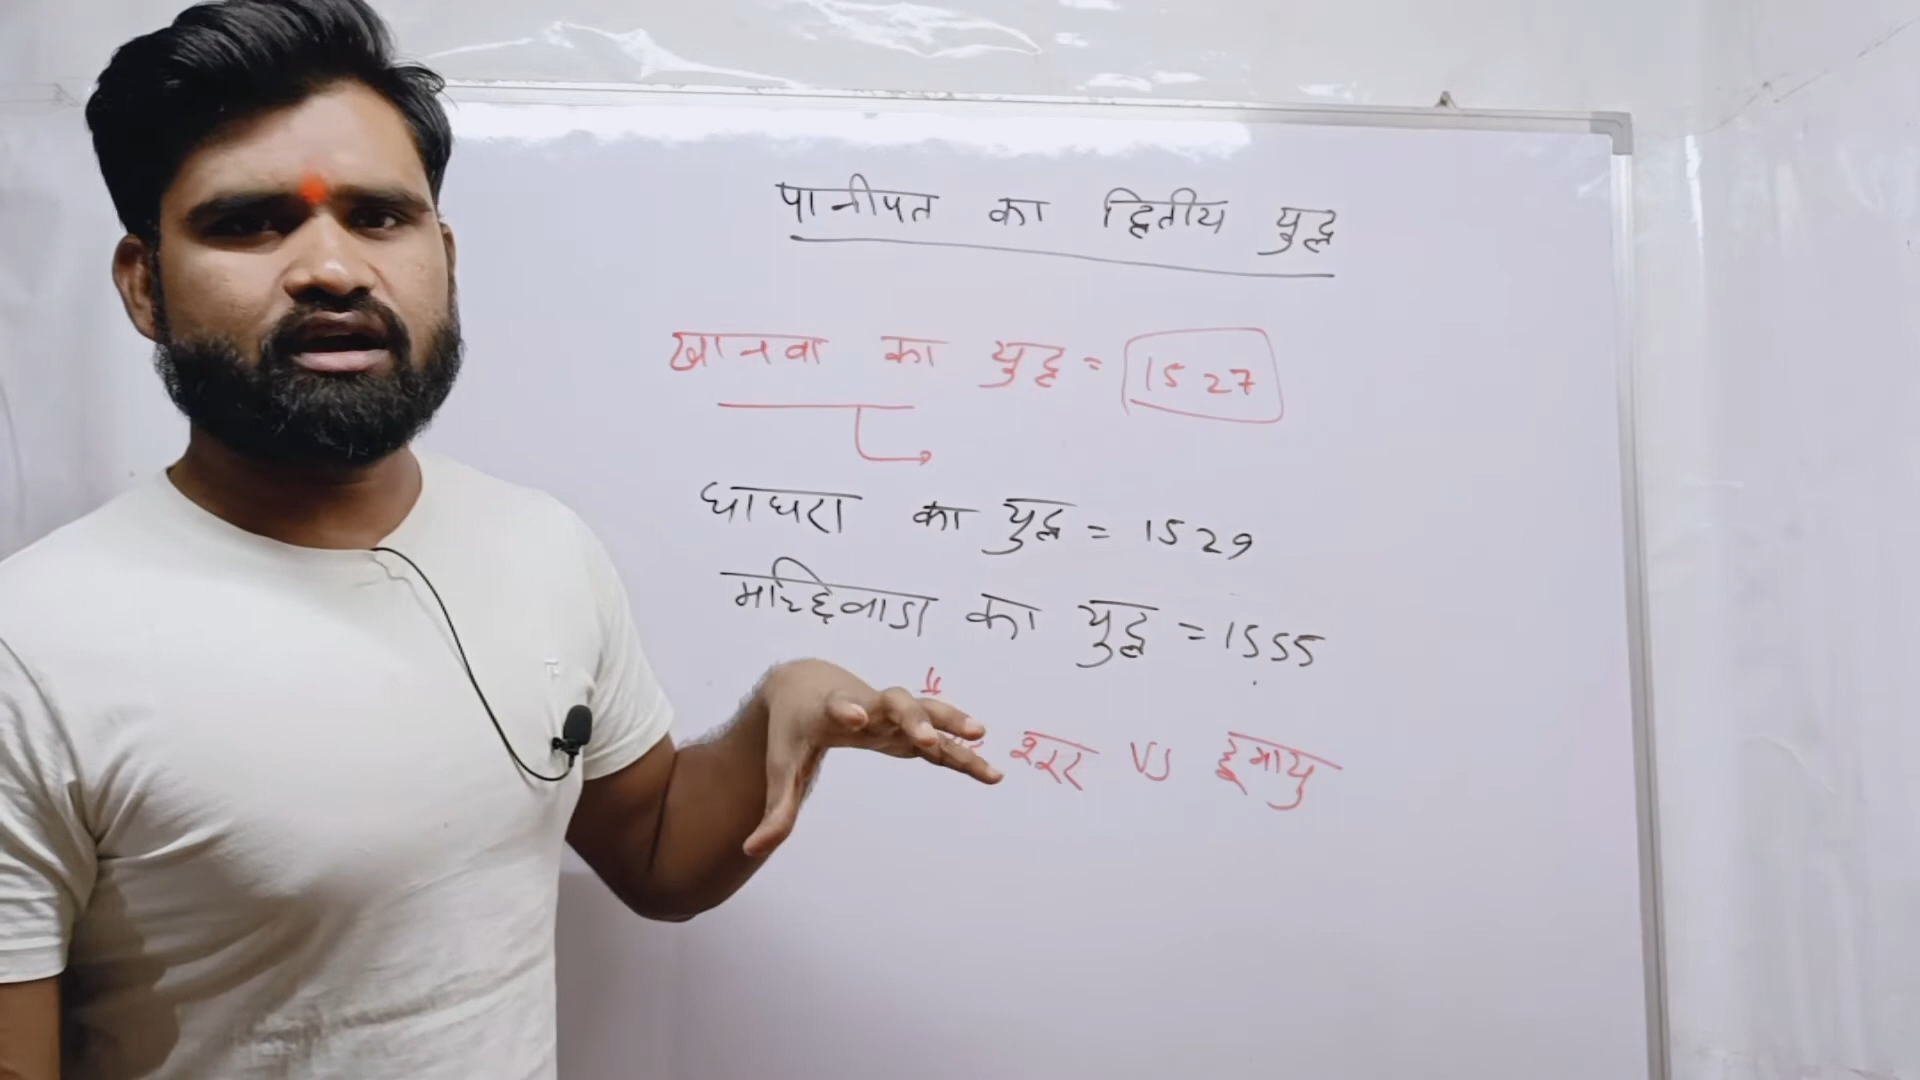 पानीपत का द्वितीय युद्ध
खानवा का युद्ध = 1527
घाघरा का युद्ध = 1529
मच्छिवाडा का युद्ध = 1555
VS हूमायु